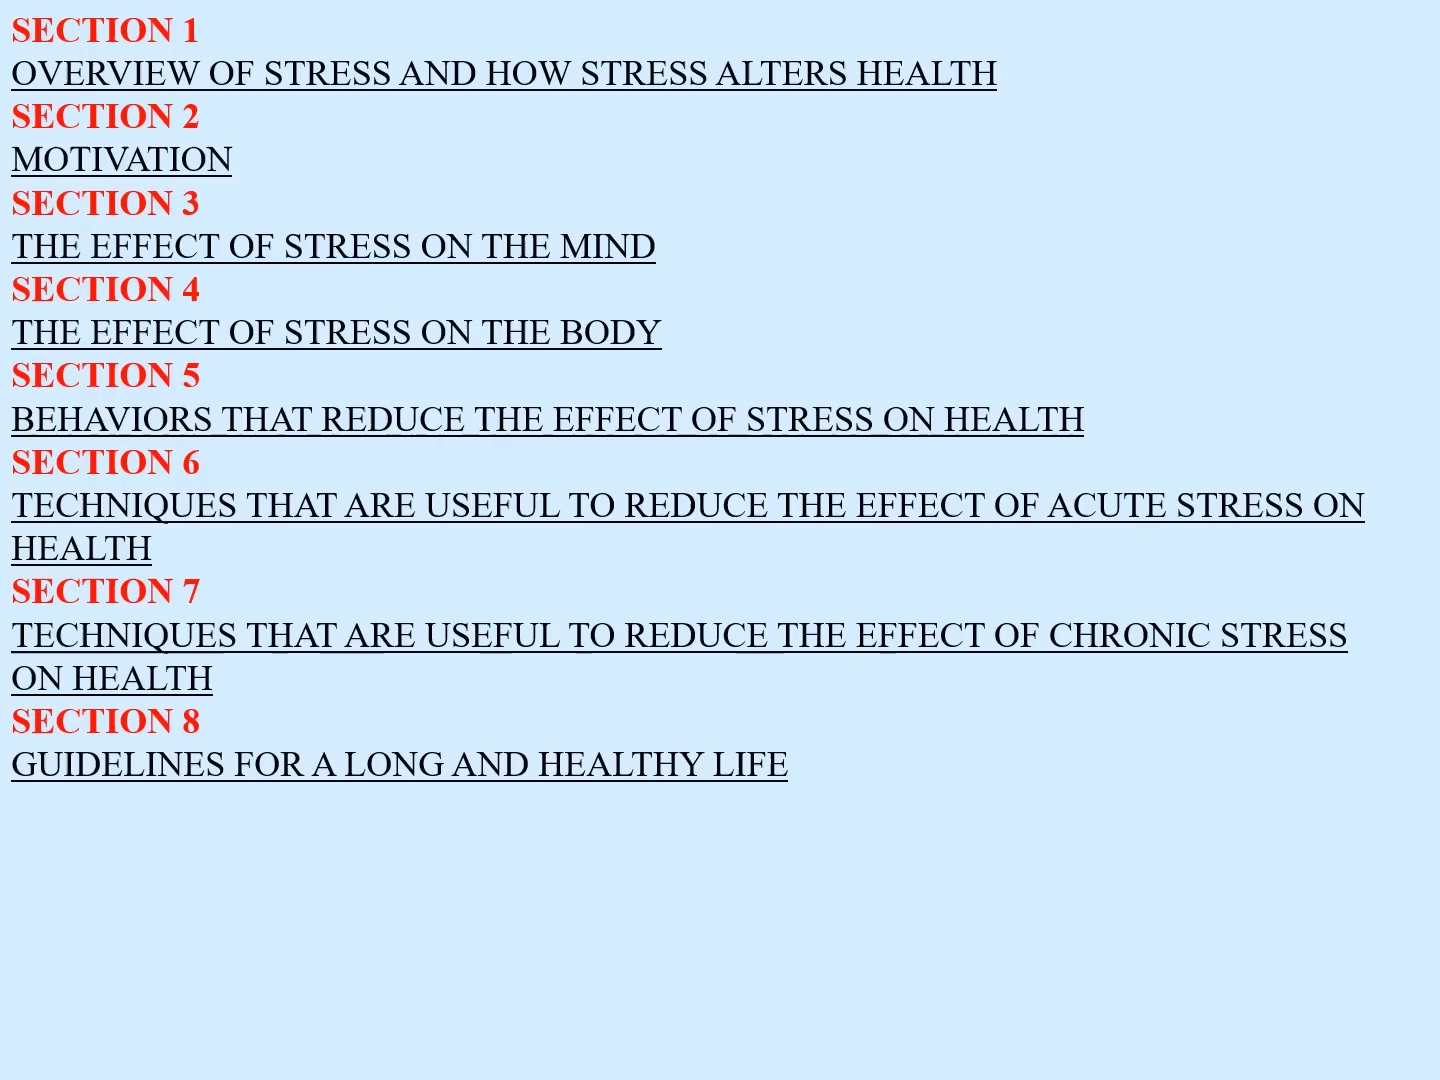 SECTION 1
OVERVIEW OF STRESS AND HOW STRESS ALTERS HEALTH
SECTION 2
MOTIVATION
SECTION 3
THE EFFECT OF STRESS ON THE MIND
SECTION 4
THE EFFECT OF STRESS ON THE BODY
SECTION 5
BEHAVIORS THAT REDUCE THE EFFECT OF STRESS ON HEALTH
SECTION 6
TECHNIQUES THAT ARE USEFUL TO REDUCE THE EFFECT OF ACUTE STRESS ON
HEALTH
SECTION 7
TECHNIQUES THAT ARE USEFUL TO REDUCE THE EFFECT OF CHRONIC STRESS
ON HEALTH
SECTION 8
GUIDELINES FOR A LONG AND HEALTHY LIFE